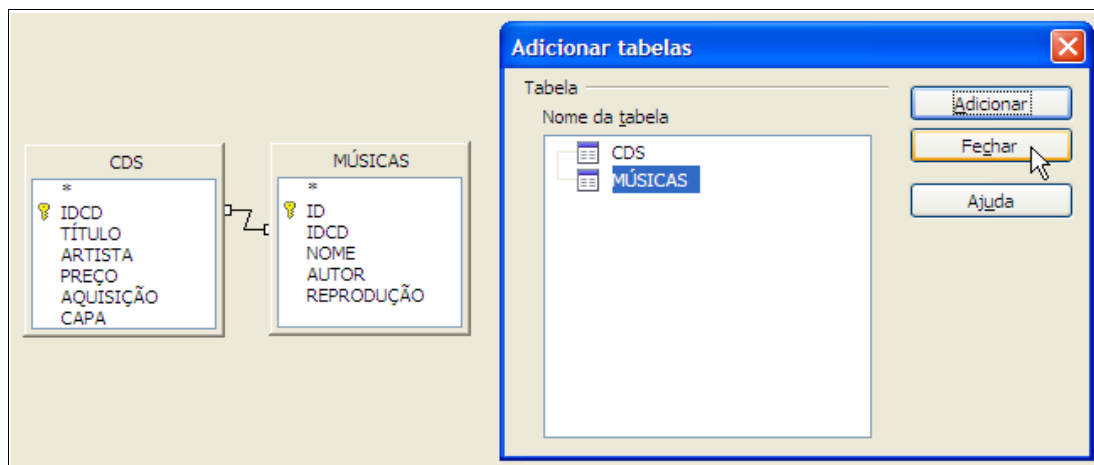 CDS
*
IDCD
TÍTULO
ARTISTA
PREÇO
AQUISIÇÃO
CAPA
MÚSICAS
*
ID
IDCD
NOME
AUTOR
REPRODUÇÃO
Adicionar tabelas
Tabela
Nome da tabela
CDS
MÚSICAS
Adicionar
Fechar
Ajuda